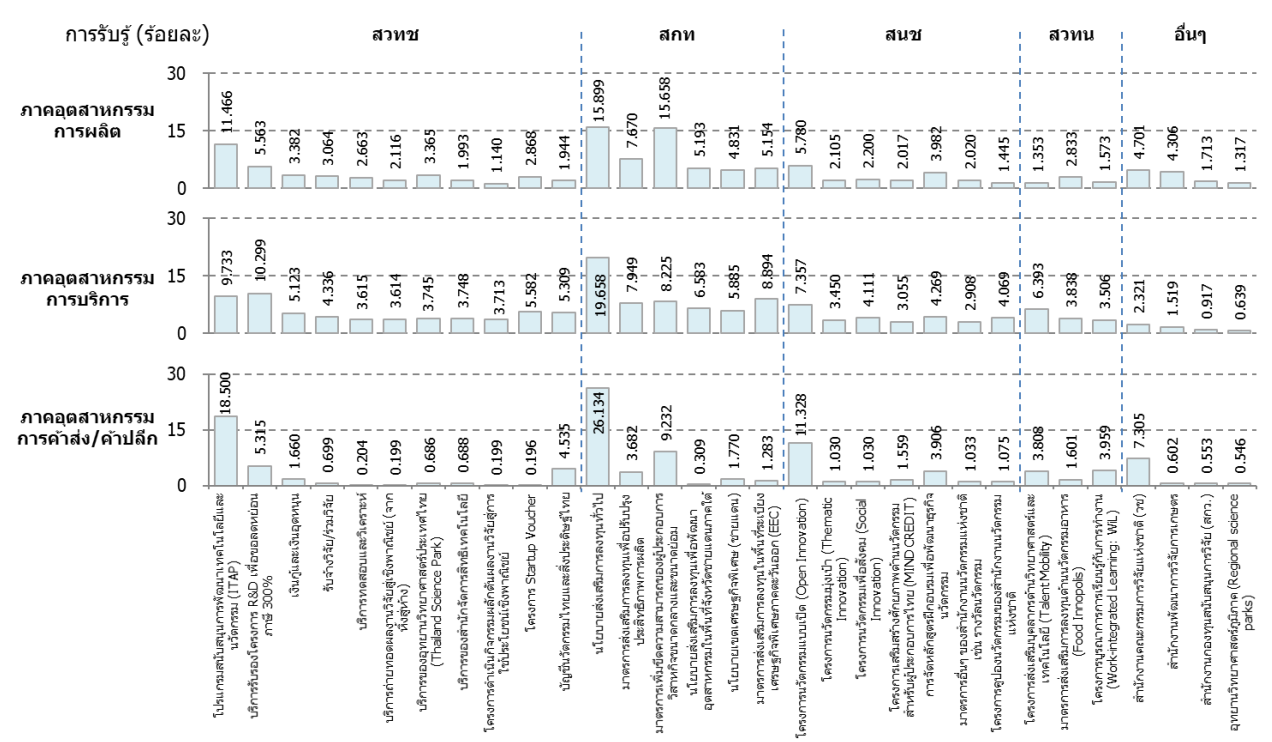 การรับรู้ (ร้อยละ)
สวทช
สกท
สนช
สวทน
อื่นๆ
ภาคอุตสาหกรรม
การผลิต
30
15
0
11.466
5.563
3.382
3.064
2.663
2.116
3.365
1.993
1.140
2.868
1.944
15.899
7.670
15.658
5.193
4.831
5.154
5.780
2.105
2.200
2.017
3.982
2.020
1.445
1.353
2.833
1.573
4.701
4.306
1.713
1.317
ภาคอุตสาหกรรม
การบริการ
30
15
0
9.733
10.299
5.123
4.336
3.615
3.614
3.745
3.748
3.713
5.582
5.309
19.658
7.949
8.225
6.583
5.885
8.894
7.357
3.450
4.111
3.055
4.269
2.908
4.069
6.393
3.838
3.506
2.321
1.519
0.917
0.639
ภาคอุตสาหกรรม
การค้าส่ง/ค้าปลีก
30
15
0
18.500
5.315
1.660
0.699
0.204
0.199
0.686
0.688
0.199
0.196
4.535
26.134
3.682
9.232
0.309
1.770
1.283
11.328
1.030
1.030
1.559
3.906
1.033
1.075
3.808
1.601
3.959
7.305
0.602
0.553
0.546
โปรแกรมสนับสนุนการพัฒนาเทคโนโลยีและ
นวัตกรรม (ITAP)
บริการรับรองโครงการ R&D เพื่อขอลดหย่อน
ภาษี 300%
เงินกู้และเงินอุดหนุน
รับจ้างวิจัย/ร่วมวิจัย
บริการทดสอบและวิเคราะห์
บริการถ่ายทอดผลงานวิจัยสู่เชิงพาณิชย์ (จาก
หิ้งสู่ห้าง)
บริการของอุทยานวิทยาศาสตร์ประเทศไทย
(Thailand Science Park)
บริการของสำนักจัดการสิทธิเทคโนโลยี
โครงการดำเนินกิจกรรมผลักดันผลงานวิจัยสู่การ
ใช้ประโยชน์เชิงพาณิชย์
โครงการ Startup Voucher
บัญชีนวัตกรรมไทยและสิ่งประดิษฐ์ไทย
นโยบายส่งเสริมการลงทุนทั่วไป
มาตรการส่งเสริมการลงทุนเพื่อปรับปรุง
ประสิทธิภาพการผลิต
มาตรการเพิ่มขีดความสามารถของผู้ประกอบการ
วิสาหกิจขนาดกลางและขนาดย่อม
นโยบายส่งเสริมการลงทุนเพื่อพัฒนา
อุตสาหกรรมในพื้นที่จังหวัดชายแดนภาคใต้
นโยบายเขตเศรษฐกิจพิเศษ (ชายแดน)
มาตรการส่งเสริมการลงทุนในพื้นที่ระเบียง
เศรษฐกิจพิเศษภาคตะวันออก (EEC)
โครงการนวัตกรรมแบบเปิด (Open Innovation)
โครงการนวัตกรรมมุ่งเป้า (Thematic
Innovation)
โครงการนวัตกรรมเพื่อสังคม (Social
Innovation)
โครงการเสริมสร้างศักยภาพด้านนวัตกรรม
สำหรับผู้ประกอบการไทย (MIND CREDIT)
การจัดหลักสูตรฝึกอบรมเพื่อพัฒนาธุรกิจ
นวัตกรรม
มาตรการอื่นๆ ของสำนักงานนวัตกรรมแห่งชาติ
เช่น รางวัลนวัตกรรม
โครงการคูปองนวัตกรรมของสำนักงานนวัตกรรม
แห่งชาติ
โครงการส่งเสริมบุคลากรด้านวิทยาศาสตร์และ
เทคโนโลยี (Talent Moblity)
มาตรการส่งเสริมการลงทุนด้านนวัตกรรมอาหาร
(Food Innopolis)
โครงการบูรณาการการเรียนรู้กับการทำงาน
(Work-integrated Learning: WiL)
สำนักงานคณะกรรมการวิจัยแห่งชาติ (วช)
สำนักงานพัฒนาการวิจัยการเกษตร
สำนักงานกองทุนสนับสนุนการวิจัย (สกว.)
อุทยานวิทยาศาสตร์ภูมิภาค (Regional science
parks)